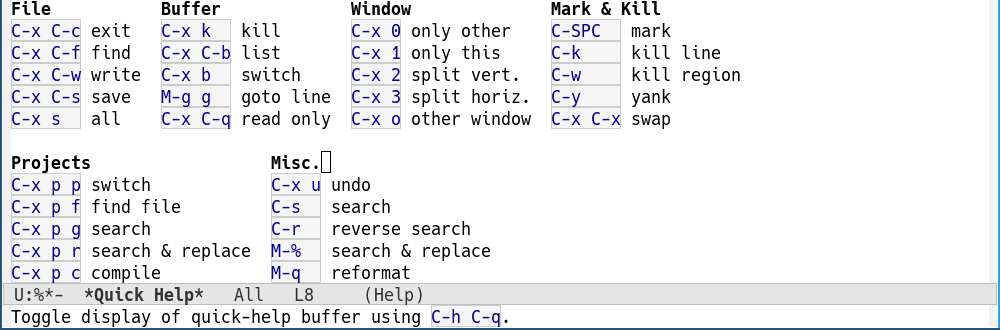 File Buffer Window Mark & Kill
C-x C-c exit C-x k kill C-x 0 only other C-SPC mark
C-x C-f find C-x C-b list C-x 1 only this C-k kill line
C-x C-w write C-x b switch C-x 2 split vert. C-w kill region
C-x C-s save M-g g goto line C-x 3 split horiz. C-y yank
C-x s all C-x C-q read only C-x o other window C-x C-x swap
Projects Misc.
C-x p p switch C-x u undo
C-x p f find file C-s search
C-x p g search C-r reverse search
C-x p r search & replace M-% search & replace
C-x p c compile M-q reformat
U:%*- *Quick Help* All L8 (Help)
Toggle display of quick-help buffer using C-h C-q.